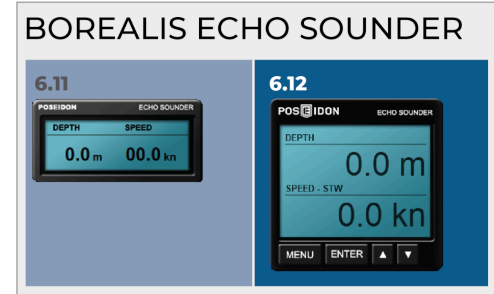 BOREALIS ECHO SOUNDER
6.11
POSEIDON ECHO SOUNDER
DEPTH SPEED
0.0 m 00.0 kn
6.12
POSEIDON ECHO SOUNDER
DEPTH
0.0 m
SPEED - STW
0.0 kn
MENU ENTER ▲ ▼